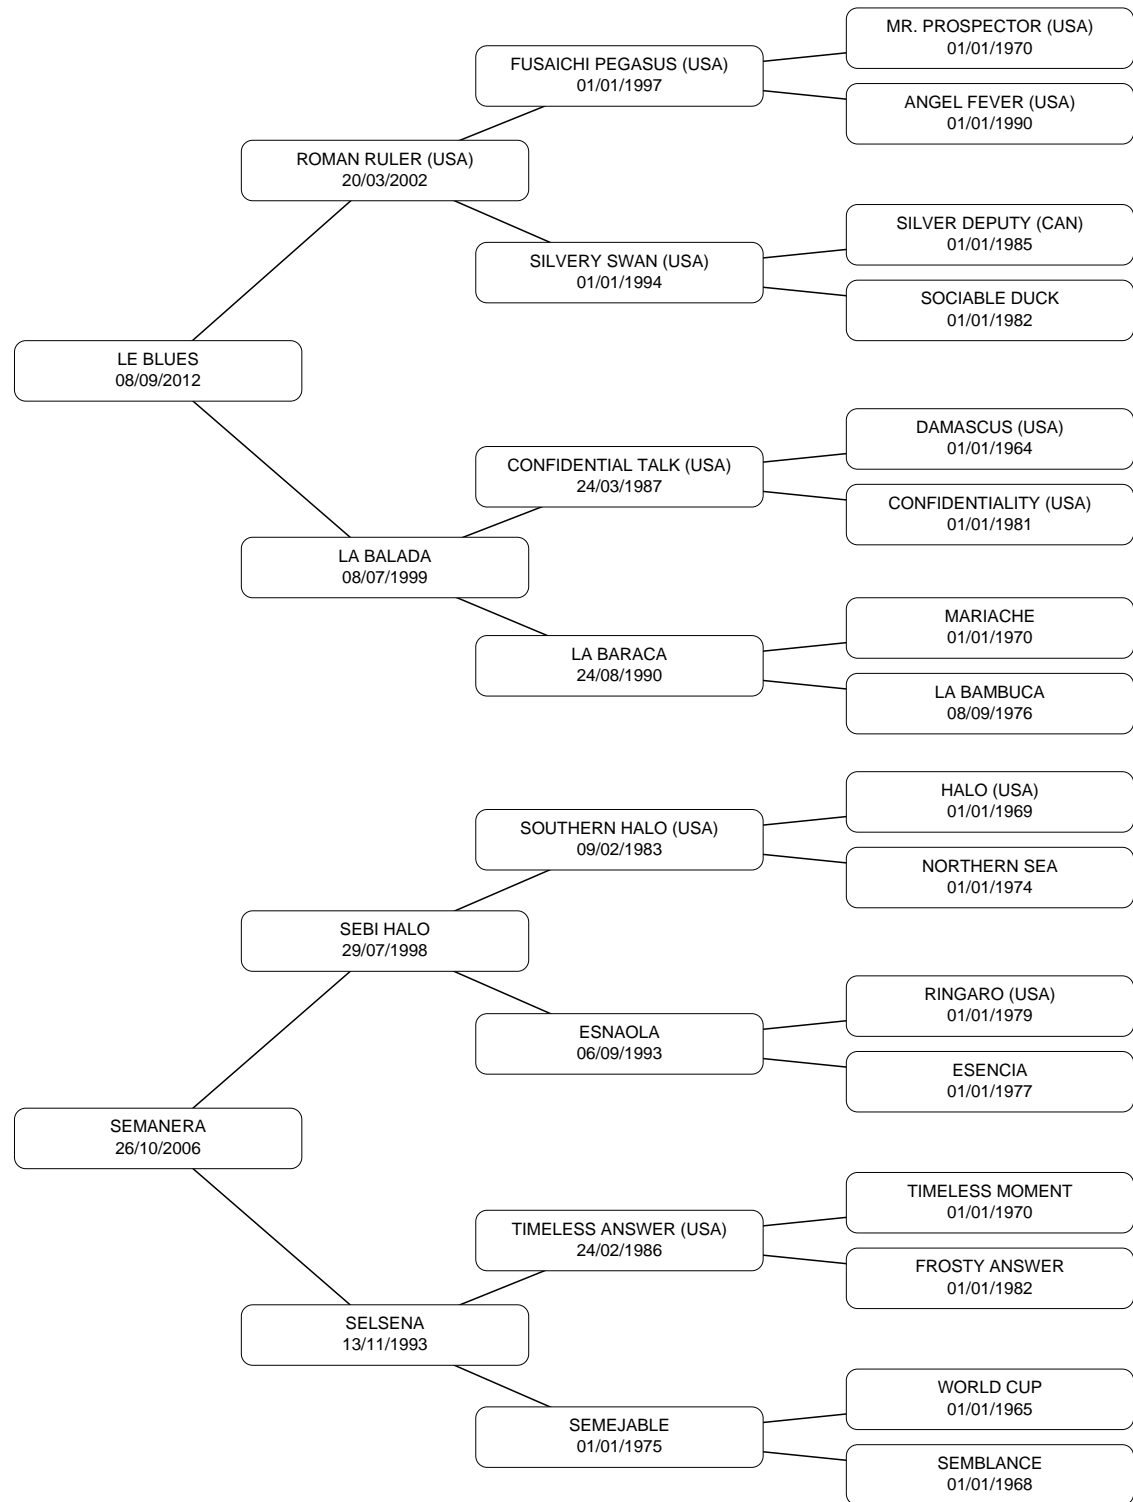 MR. PROSPECTOR (USA)
01/01/1970
FUSAICHI PEGASUS (USA)
01/01/1997
ANGEL FEVER (USA)
01/01/1990
ROMAN RULER (USA)
20/03/2002
SILVER DEPUTY (CAN)
01/01/1985
SILVERY SWAN (USA)
01/01/1994
SOCIABLE DUCK
01/01/1982
LE BLUES
08/09/2012
DAMASCUS (USA)
01/01/1964
CONFIDENTIAL TALK (USA)
24/03/1987
CONFIDENTIALITY (USA)
01/01/1981
LA BALADA
08/07/1999
MARIACHE
01/01/1970
LA BARACA
24/08/1990
LA BAMBUCA
08/09/1976
HALO (USA)
01/01/1969
SOUTHERN HALO (USA)
09/02/1983
NORTHERN SEA
01/01/1974
SEBI HALO
29/07/1998
RINGARO (USA)
01/01/1979
ESNAOLA
06/09/1993
ESENCIA
01/01/1977
SEMANERA
26/10/2006
TIMELESS MOMENT
01/01/1970
TIMELESS ANSWER (USA)
24/02/1986
FROSTY ANSWER
01/01/1982
SELSENA
13/11/1993
WORLD CUP
01/01/1965
SEMEJABLE
01/01/1975
SEMBLANCE
01/01/1968